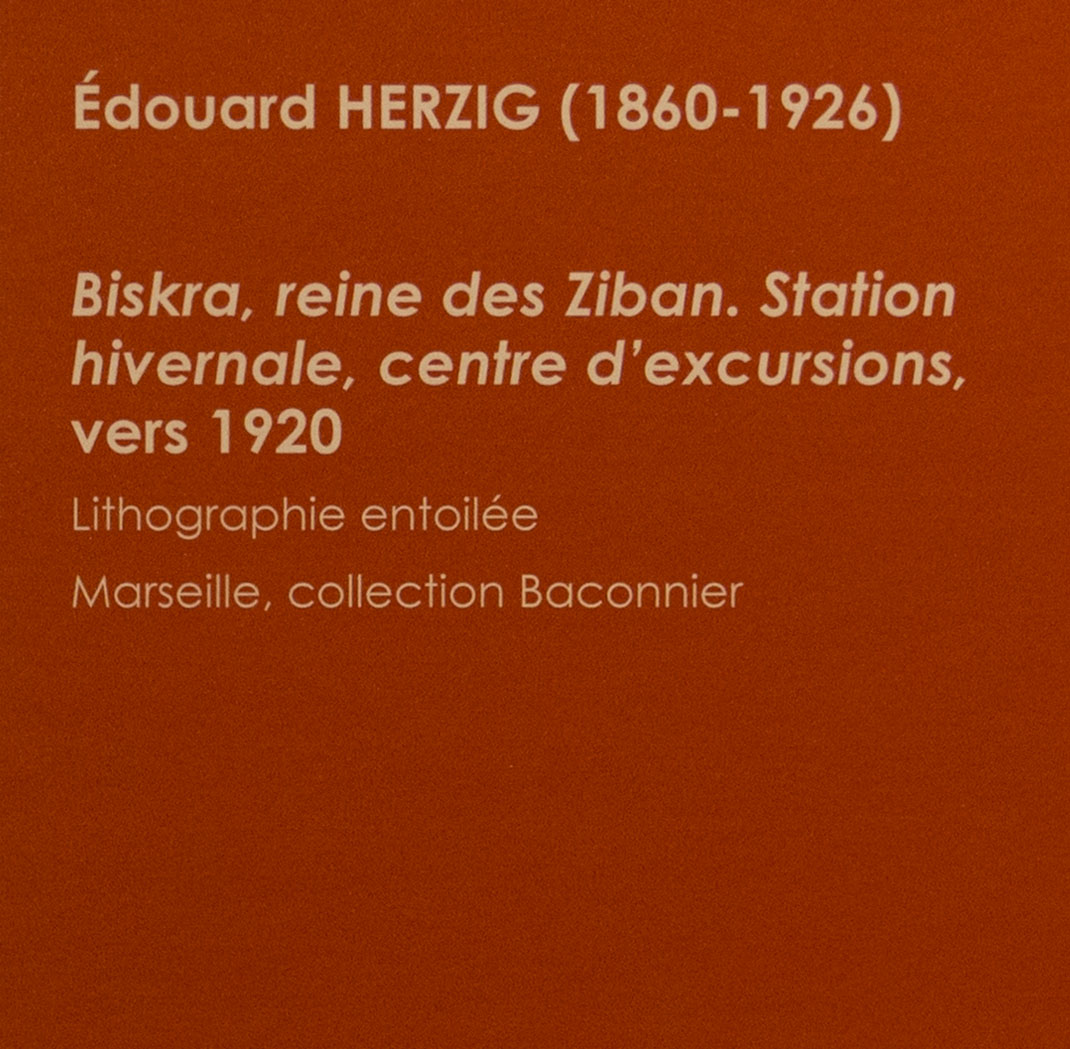 Édouard HERZIG (1860-1926)
Biskra, reine des Ziban. Station
hivernale, centre d’excursions,
vers 1920
Lithographie entoilée
Marseille, collection Baconnier